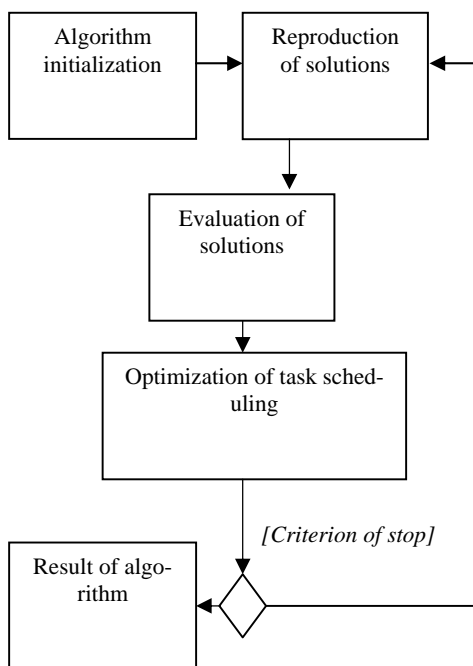 Algorithm
initialization
Reproduction
of solutions
Evaluation of
solutions
Optimization of task sched-
uling
[Criterion of stop]
Result of algo-
rithm